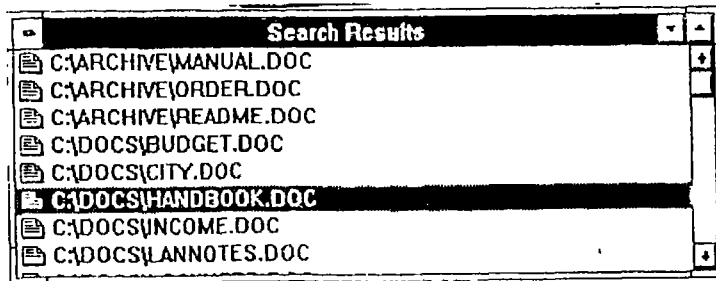 Search Results
C:\ARCHIVE\MANUAL.DOC
C:\ARCHIVE\ORDER.DOC
C:\ARCHIVE\README.DOC
C:\DOCS\BUDGET.DOC
C:\DOCS\CITY.DOC
C:\DOCS\HANDBOOK.DOC
C:\DOCS\INCOME.DOC
C:\DOCS\LANNOTES.DOC